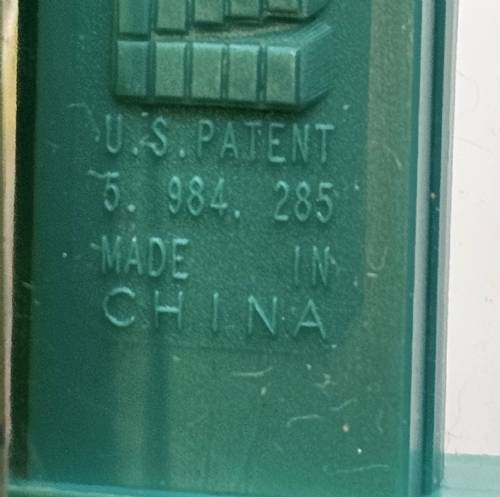 U.S. PATENT
5. 984. 285
MADE IN
CHINA